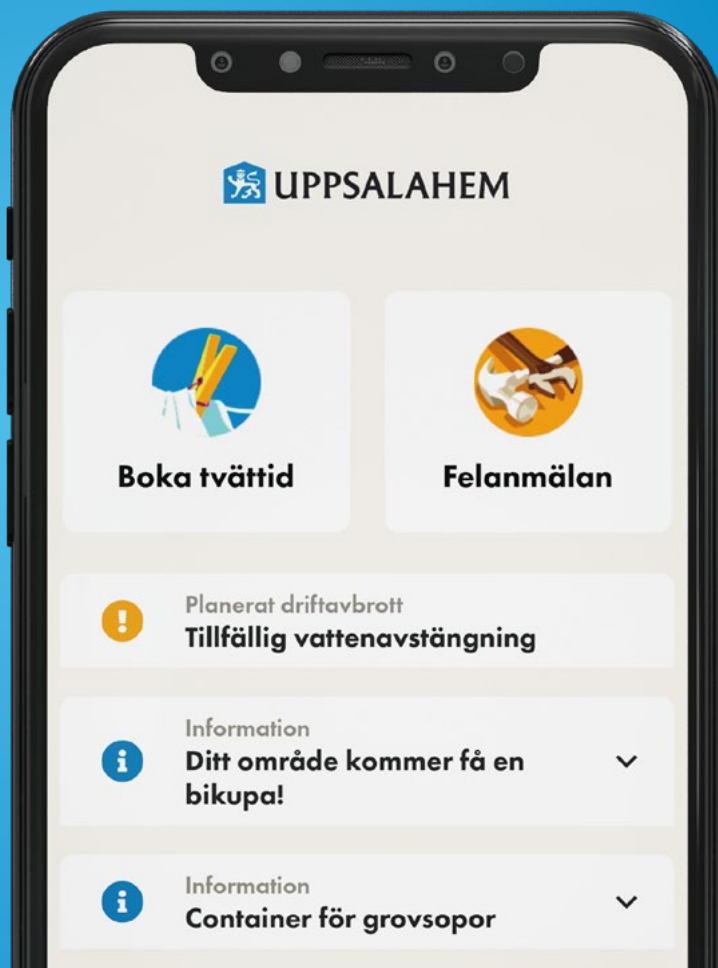 UPPSALAHEM
Boka tvättid
Felanmälan
Planerat driftavbrott
Tillfällig vattenavstängning
Information
Ditt område kommer få en
bikupa!
Information
Container för grovsopor